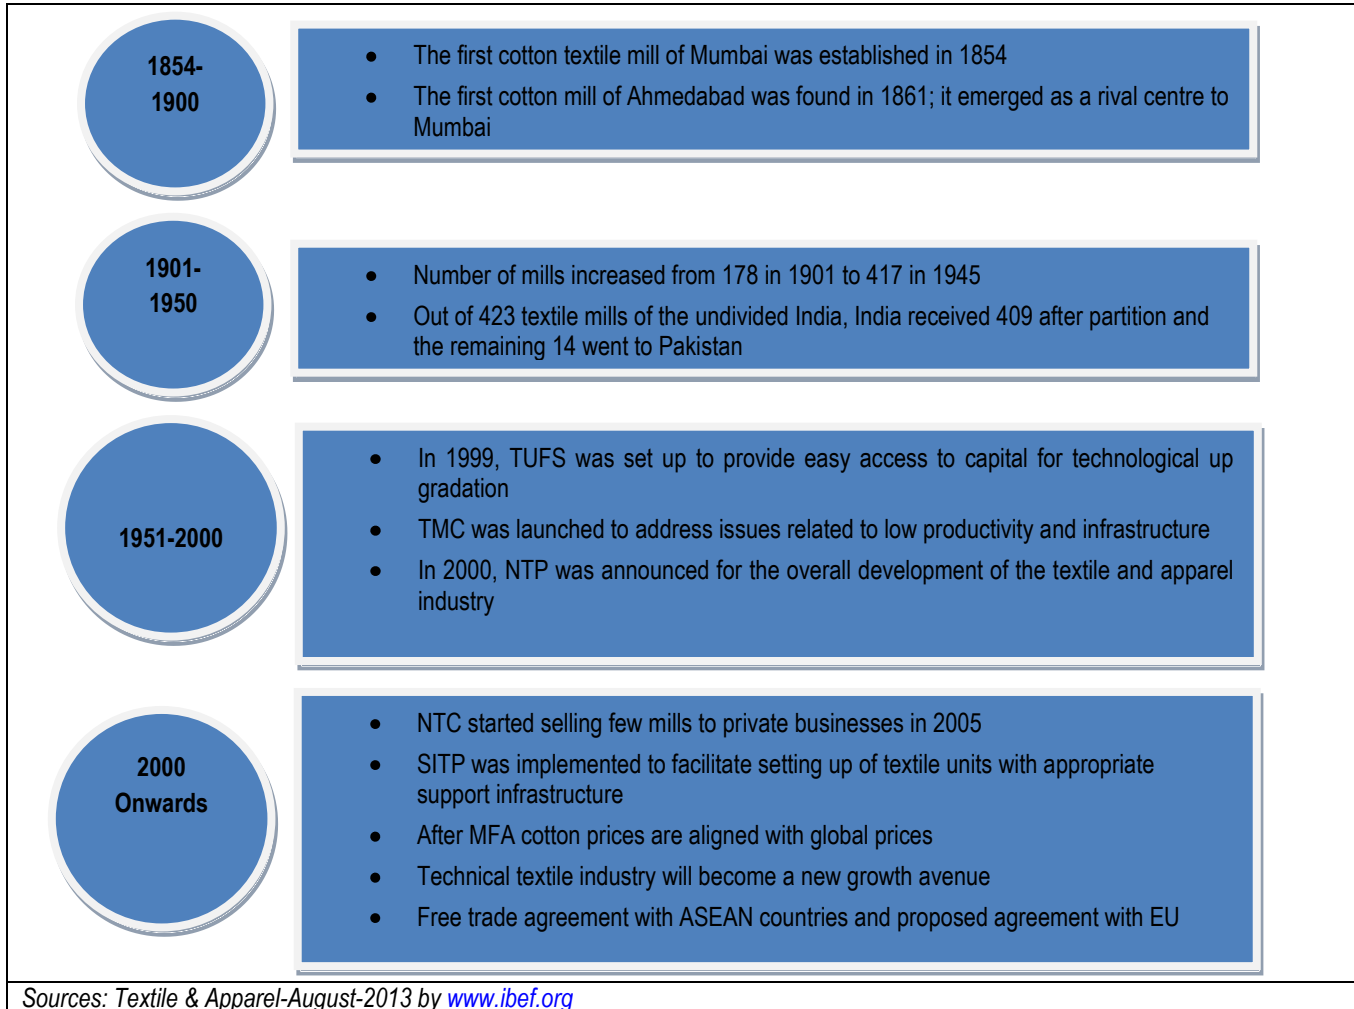 1854-
1900
• The first cotton textile mill of Mumbai was established in 1854
• The first cotton mill of Ahmedabad was found in 1861; it emerged as a rival centre to
Mumbai
1901-
1950
• Number of mills increased from 178 in 1901 to 417 in 1945
• Out of 423 textile mills of the undivided India, India received 409 after partition and
the remaining 14 went to Pakistan
1951-2000
• In 1999, TUFS was set up to provide easy access to capital for technological up
gradation
• TMC was launched to address issues related to low productivity and infrastructure
• In 2000, NTP was announced for the overall development of the textile and apparel
industry
2000
Onwards
• NTC started selling few mills to private businesses in 2005
• SITP was implemented to facilitate setting up of textile units with appropriate
support infrastructure
• After MFA cotton prices are aligned with global prices
• Technical textile industry will become a new growth avenue
• Free trade agreement with ASEAN countries and proposed agreement with EU
Sources: Textile & Apparel-August-2013 by www.ibef.org